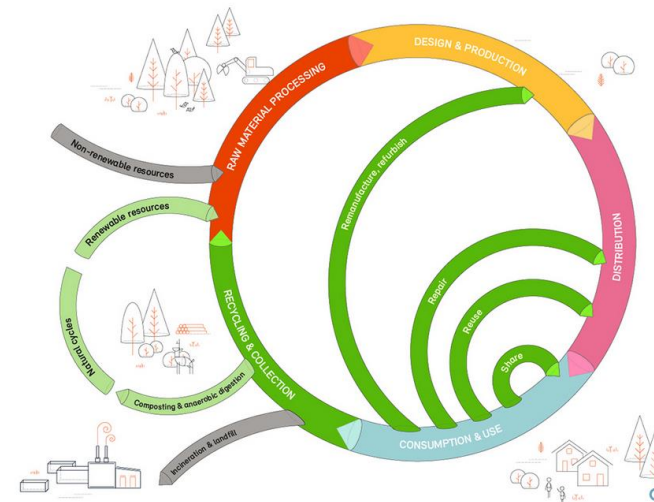 DESIGN & PRODUCTION
RAW MATERIAL PROCESSING
Non-renewable resources
Remanufacture, refurbish
Renewable resources
DISTRIBUTION
Repair
Reuse
RECYCLING & COLLECTION
Natural cycles
Share
Composting & anaerobic digestion
CONSUMPTION & USE
Incineration & landfill